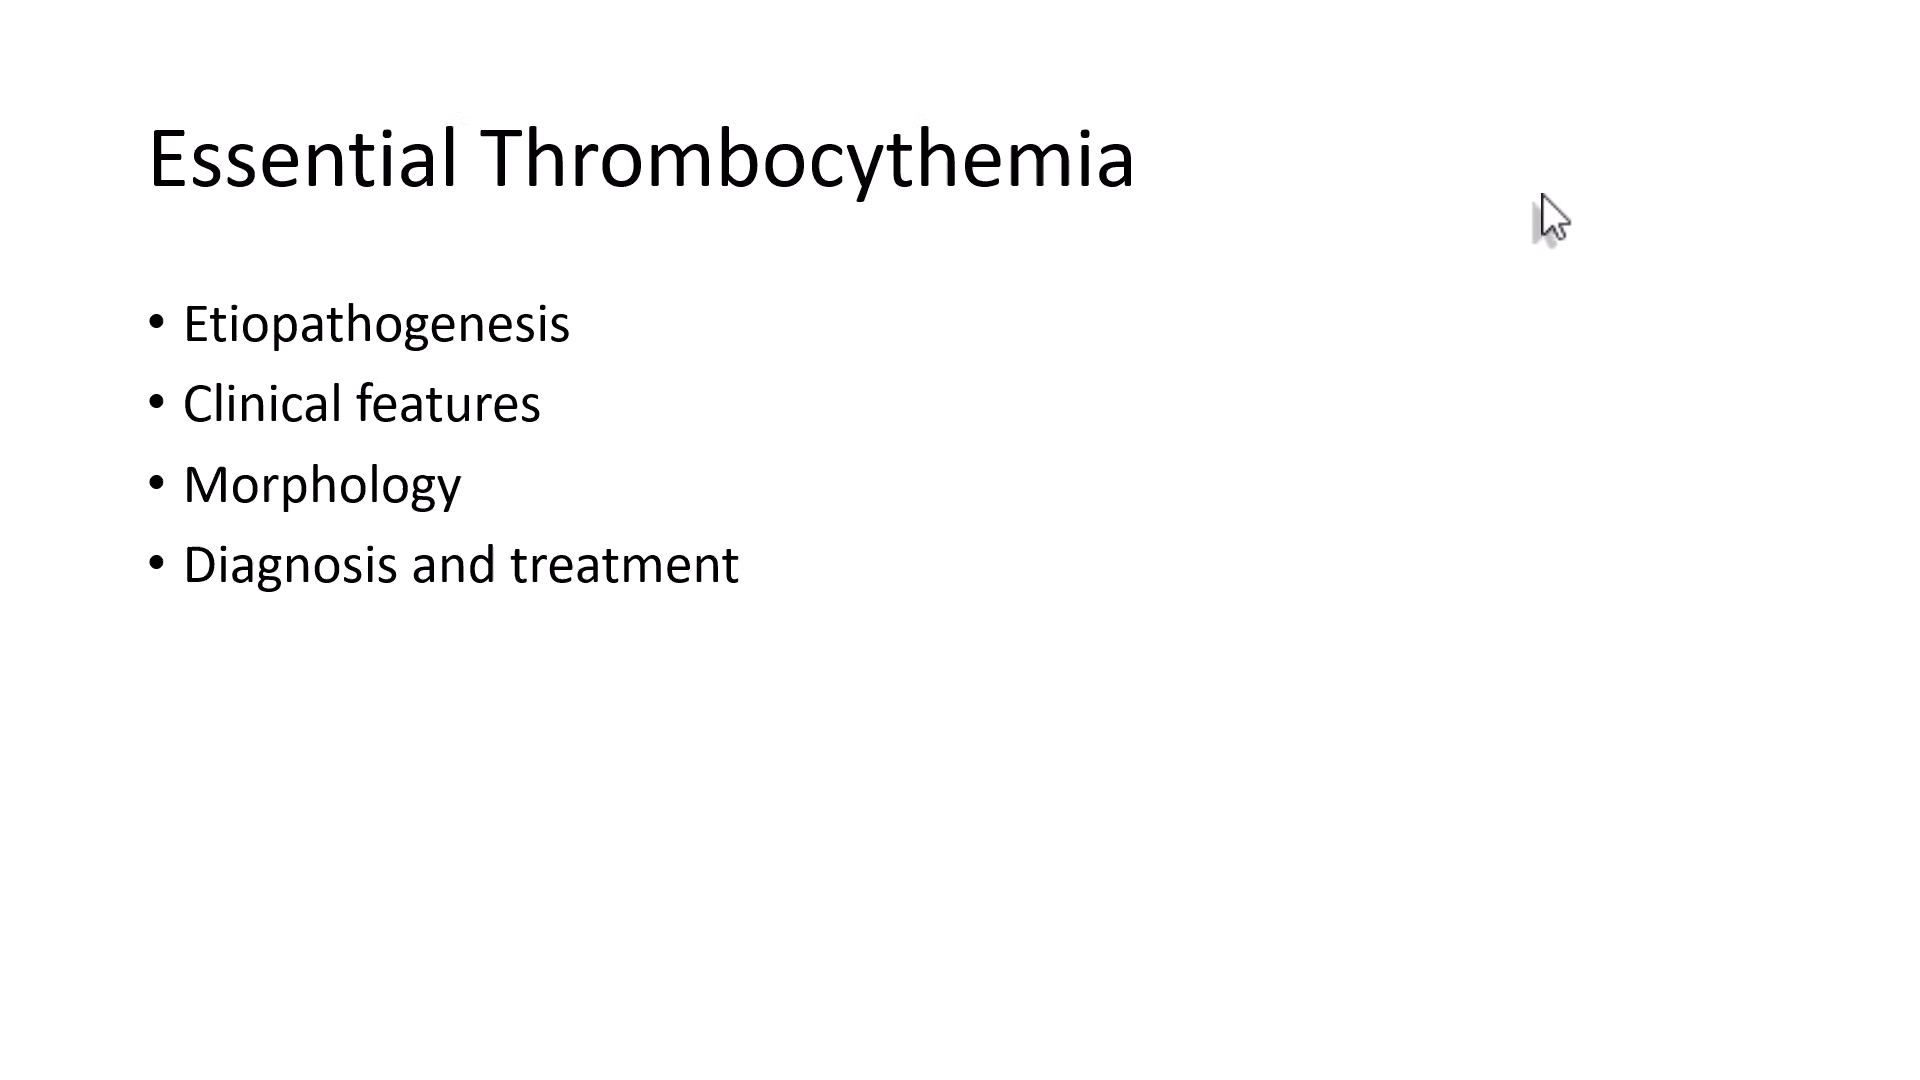 Essential Thrombocythemia
• Etiopathogenesis
• Clinical features
• Morphology
• Diagnosis and treatment